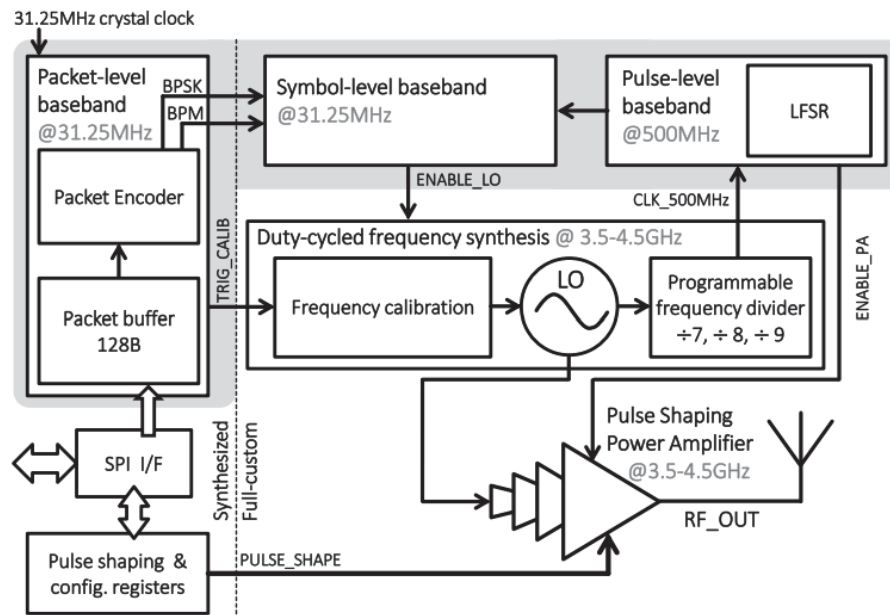 31.25MHz crystal clock
Packet-level
baseband
@31.25MHz
BPSK
BPM
Packet Encoder
Packet buffer
128B
TRIG_CALIB
Symbol-level baseband
@31.25MHz
Pulse-level
baseband
@500MHz
LFSR
ENABLE_LO
CLK_500MHz
ENABLE_PA
Duty-cycled frequency synthesis @ 3.5-4.5GHz
Frequency calibration
LO
Programmable
frequency divider
÷7, ÷ 8, ÷ 9
SPI I/F
Synthesized
Full-custom
Pulse Shaping
Power Amplifier
@3.5-4.5GHz
RF_OUT
Pulse shaping &
config. registers
PULSE_SHAPE